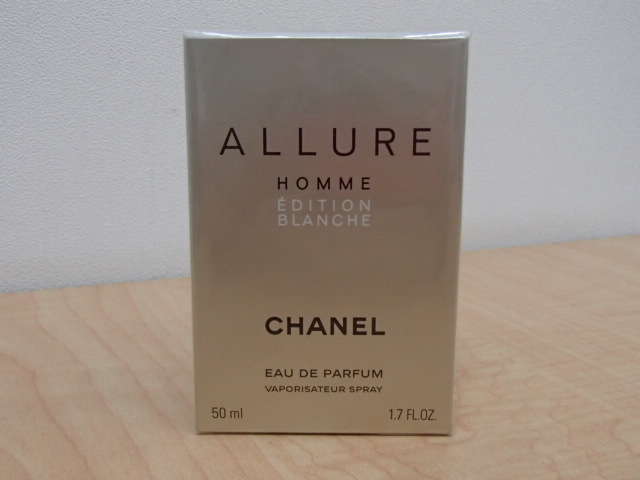 ALLURE
HOMME
ÉDITION
BLANCHE
CHANEL
EAU DE PARFUM
VAPORISATEUR SPRAY
50 ml 1.7 FL.OZ.